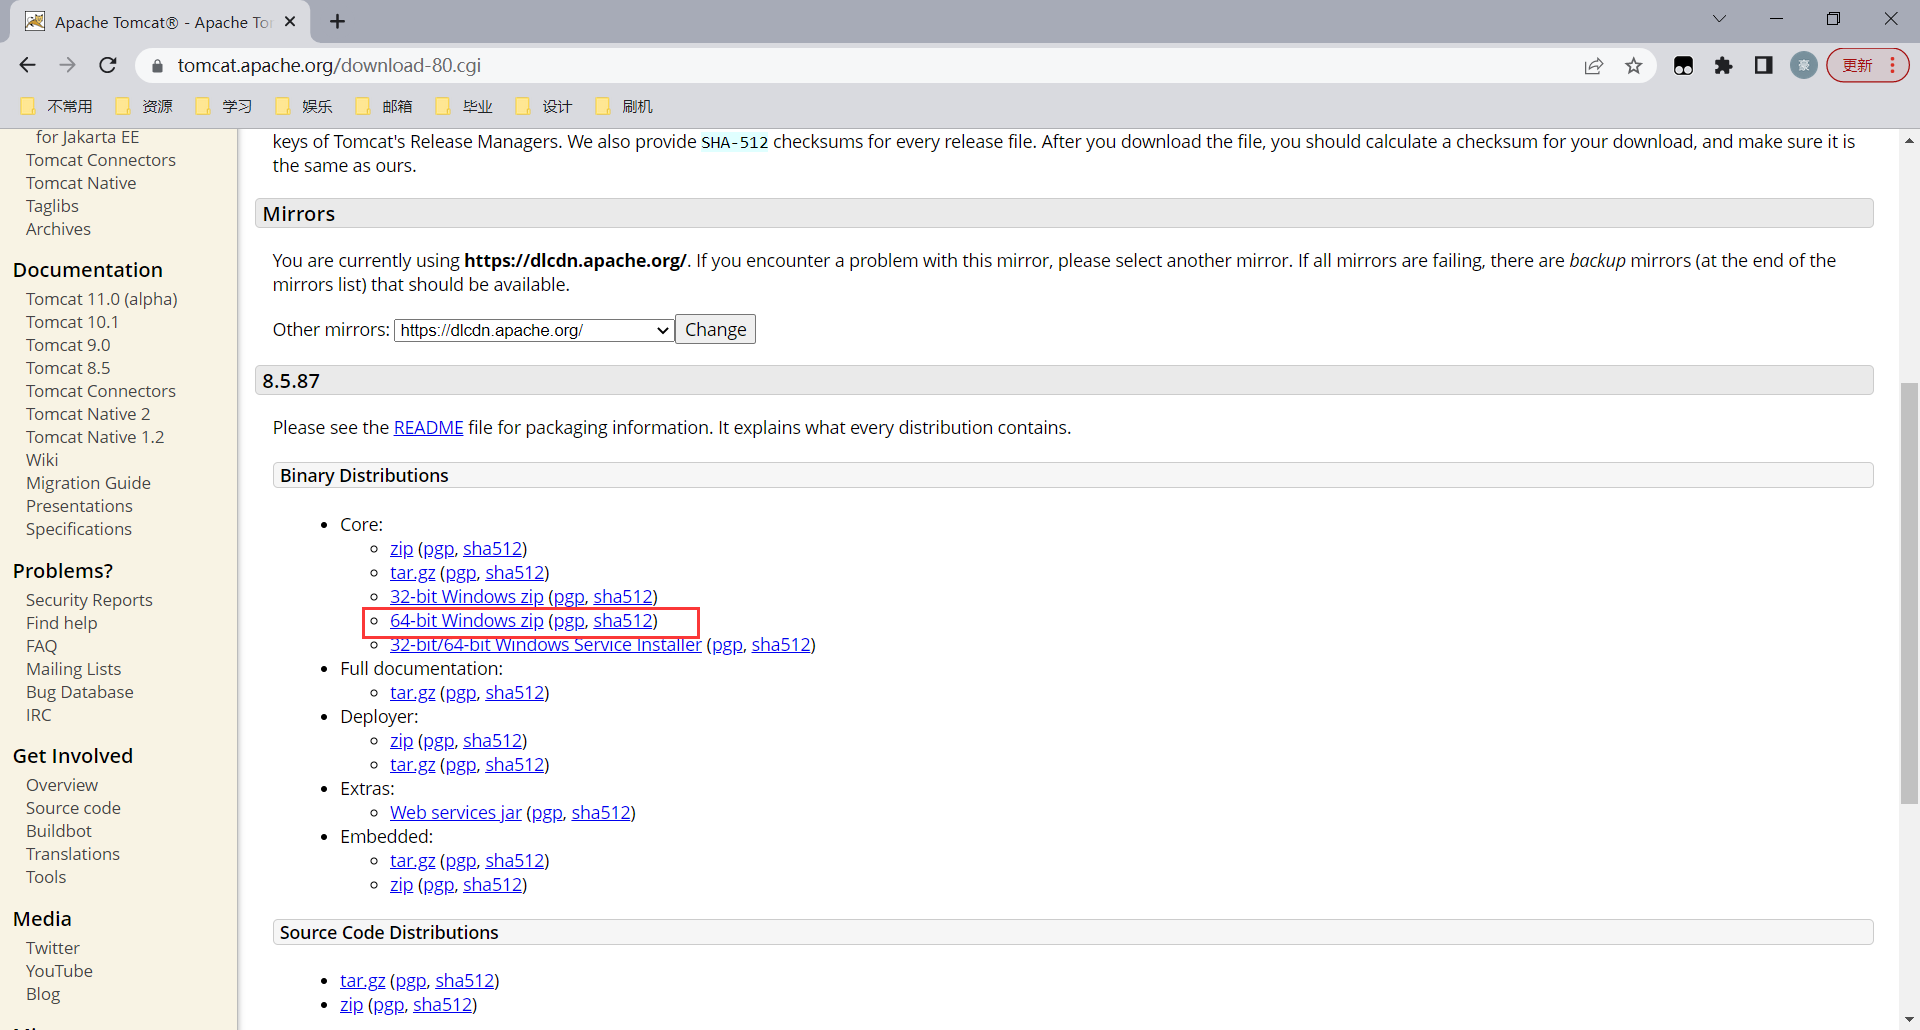 Apache Tomcat® - Apache To
tomcat.apache.org/download-80.cgi
豪
更新
不常用
资源
学习
娱乐
邮箱
毕业
设计
刷机
for Jakarta EE
Tomcat Connectors
Tomcat Native
Taglibs
Archives
Documentation
Tomcat 11.0 (alpha)
Tomcat 10.1
Tomcat 9.0
Tomcat 8.5
Tomcat Connectors
Tomcat Native 2
Tomcat Native 1.2
Wiki
Migration Guide
Presentations
Specifications
Problems?
Security Reports
Find help
FAQ
Mailing Lists
Bug Database
IRC
Get Involved
Overview
Source code
Buildbot
Translations
Tools
Media
Twitter
YouTube
Blog
keys of Tomcat's Release Managers. We also provide SHA-512 checksums for every release file. After you download the file, you should calculate a checksum for your download, and make sure it is
the same as ours.
Mirrors
You are currently using https://dlcdn.apache.org/. If you encounter a problem with this mirror, please select another mirror. If all mirrors are failing, there are backup mirrors (at the end of the
mirrors list) that should be available.
Other mirrors: https://dlcdn.apache.org/ Change
8.5.87
Please see the README file for packaging information. It explains what every distribution contains.
Binary Distributions
Core:
zip (pgp, sha512)
tar.gz (pgp, sha512)
32-bit Windows zip (pgp, sha512)
64-bit Windows zip (pgp, sha512)
32-bit/64-bit Windows Service Installer (pgp, sha512)
Full documentation:
tar.gz (pgp, sha512)
Deployer:
zip (pgp, sha512)
tar.gz (pgp, sha512)
Extras:
Web services jar (pgp, sha512)
Embedded:
tar.gz (pgp, sha512)
zip (pgp, sha512)
Source Code Distributions
tar.gz (pgp, sha512)
zip (pgp, sha512)